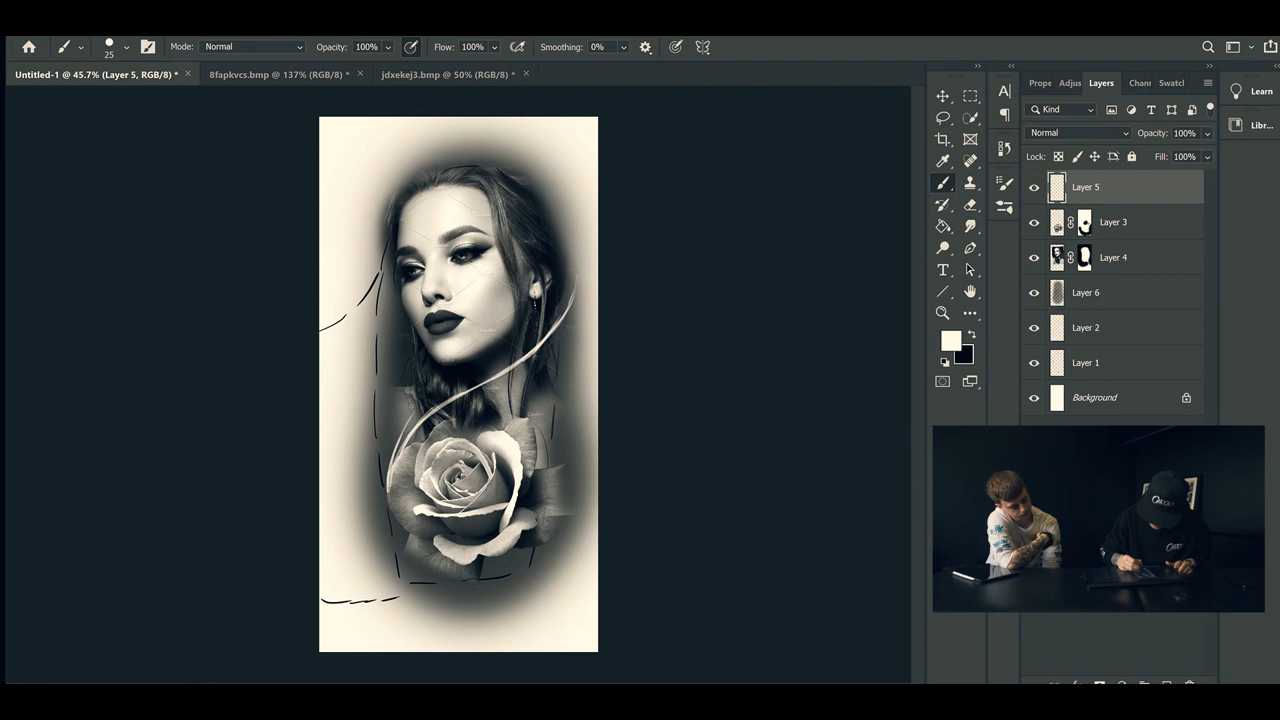 25
Mode: Normal
Opacity: 100%
Flow: 100%
Smoothing: 0%
Untitled-1 @ 45.7% (Layer 5, RGB/8) * ×
8fapkvcs.bmp @ 137% (RGB/8) * ×
jdxekej3.bmp @ 50% (RGB/8) * ×
Prope Adjus Layers Chann Swatcl
Learn
Kind
Libr...
Normal
Opacity: 100%
Lock:
Fill: 100%
Layer 5
Layer 3
Layer 4
Layer 6
Layer 2
Layer 1
Background